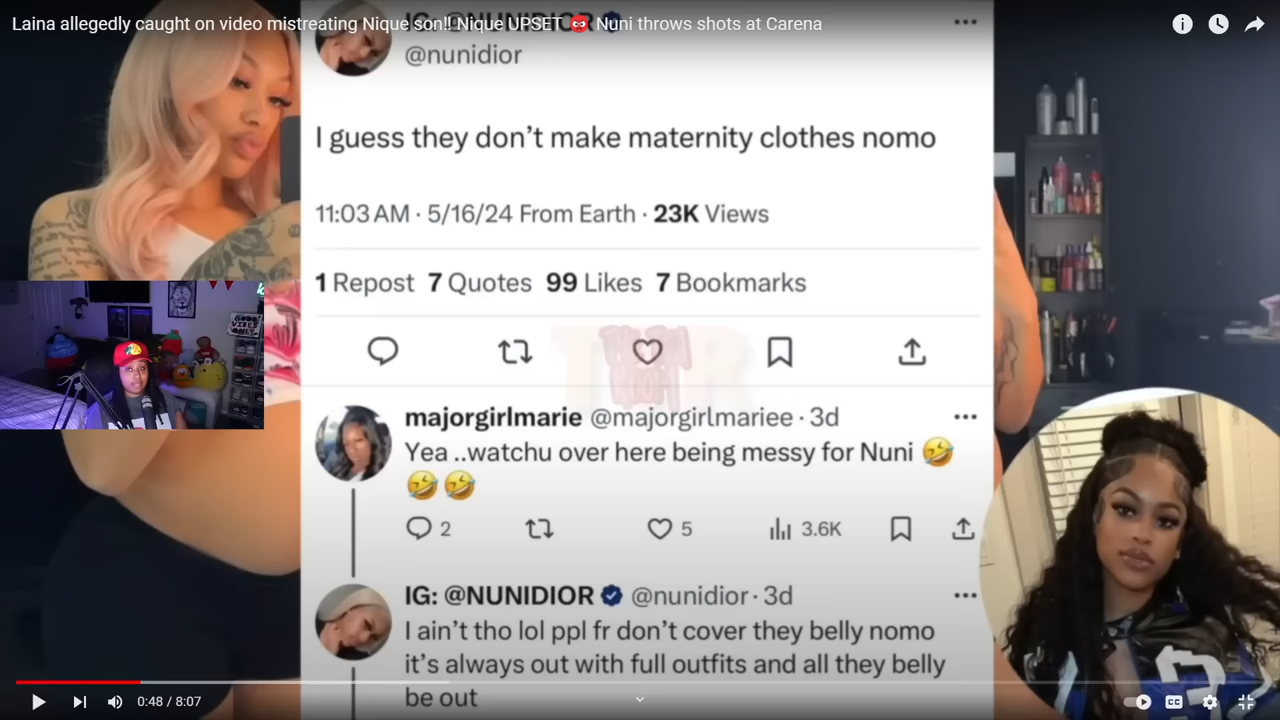 Laina allegedly caught on video mistreating Nique son!! Nique UPSET 👿 Nuni throws shots at Carena
@nunidior
I guess they don’t make maternity clothes nomo
11:03 AM · 5/16/24 From Earth · 23K Views
1 Repost 7 Quotes 99 Likes 7 Bookmarks
majorgirlmarie @majorgirlmariee · 3d
Yea ..watchu over here being messy for Nuni 🤣
🤣🤣
2 5 3.6K
IG: @NUNIDIOR @nunidior · 3d
I ain’t tho lol ppl fr don’t cover they belly nomo
it’s always out with full outfits and all they belly
be out
GOOD
VIBES
ONLY
0:48 / 8:07
CC